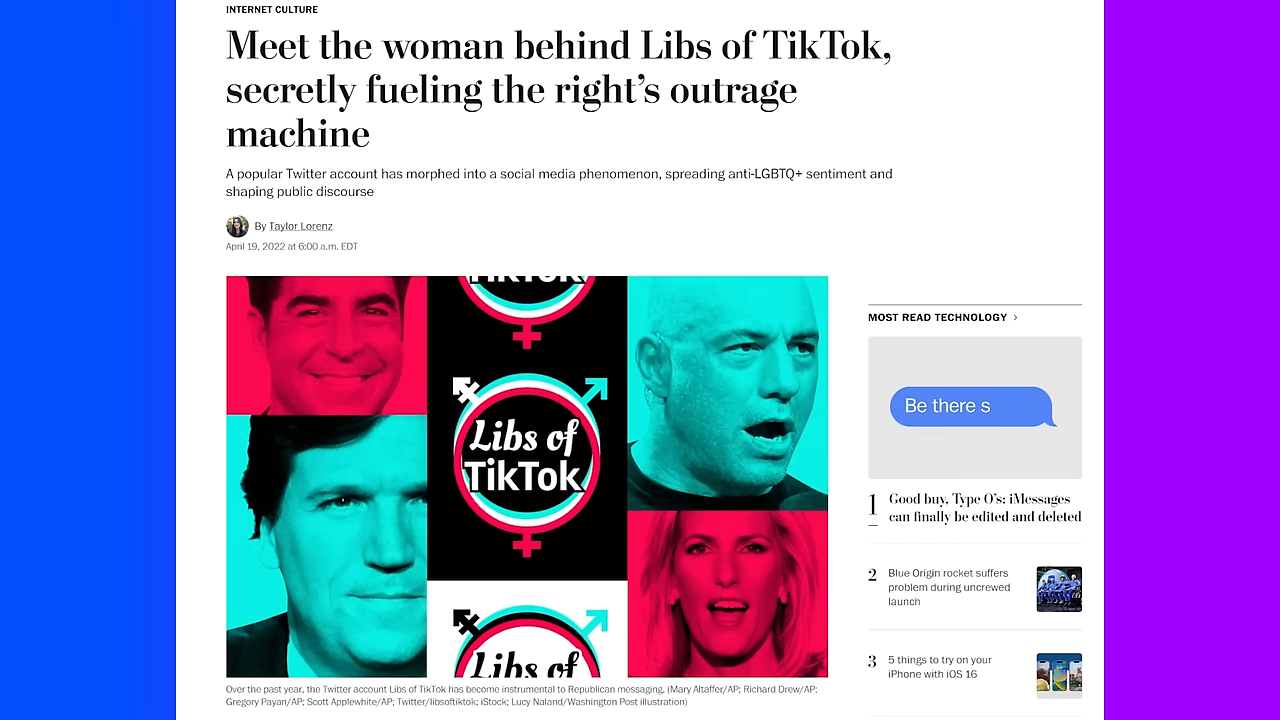 INTERNET CULTURE
Meet the woman behind Libs of TikTok,
secretly fueling the right's outrage
machine
A popular Twitter account has morphed into a social media phenomenon, spreading anti-LGBTQ+ sentiment and
shaping public discourse
By Taylor Lorenz
April 19, 2022 at 6:00 a.m. EDT
TikTok
Libs of
TikTok
Libs of
Over the past year, the Twitter account Libs of TikTok has become instrumental to Republican messaging. (Mary Altaffer/AP; Richard Drew/AP;
Gregory Payan/AP; Scott Applewhite/AP; Twitter/libsoftiktok; iStock; Lucy Naland/Washington Post illustration)
MOST READ TECHNOLOGY >
Be there s
1
Good buy, Type O's: iMessages
can finally be edited and deleted
2
Blue Origin rocket suffers
problem during uncrewed
launch
3
5 things to try on your
iPhone with iOS 16